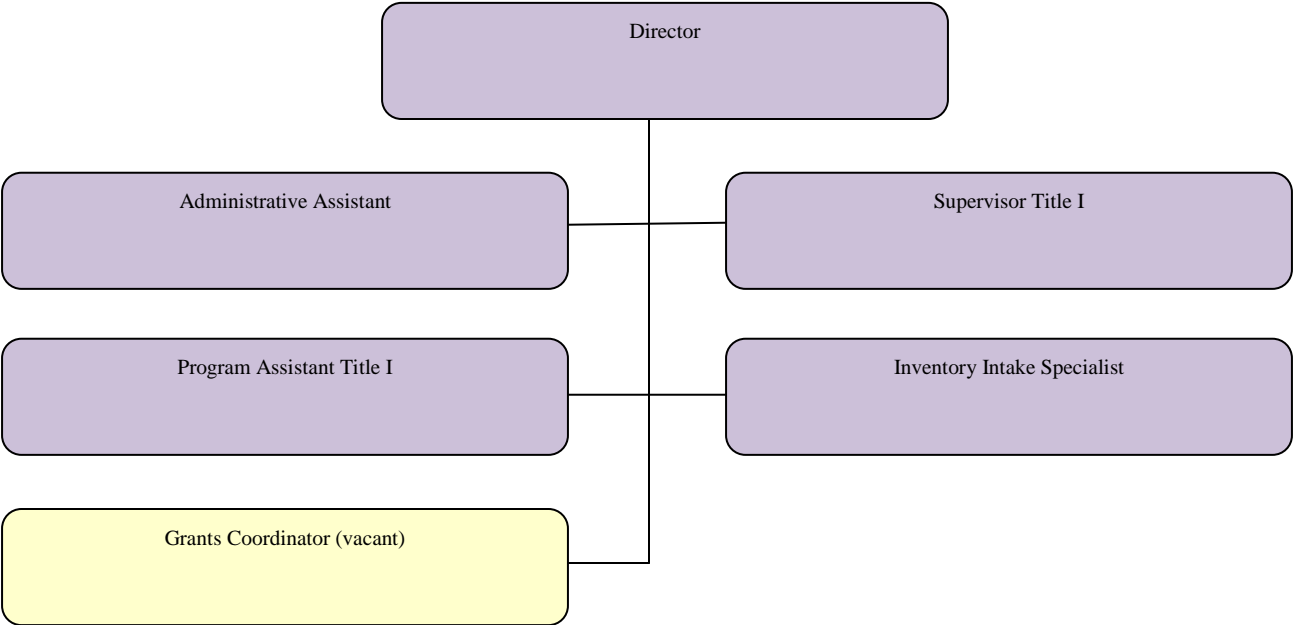 Director
Administrative Assistant
Supervisor Title I
Program Assistant Title I
Inventory Intake Specialist
Grants Coordinator (vacant)